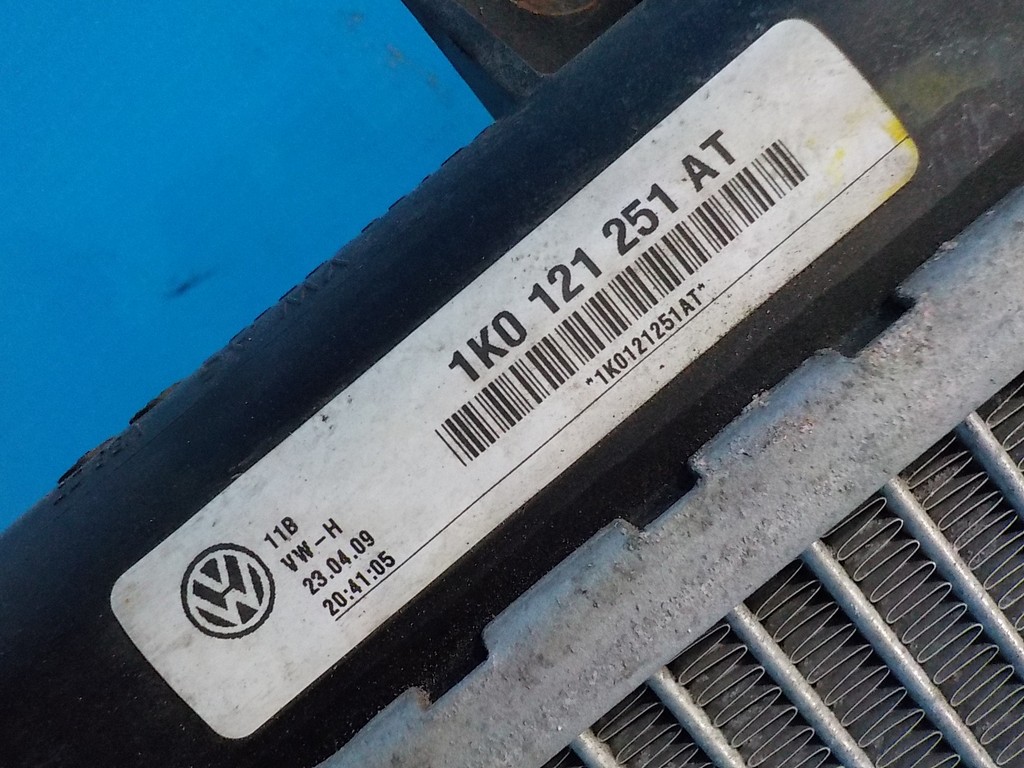 1K0 121 251 AT
*1K0121251AT*
11B
VW-H
23.04.09
20:41:05